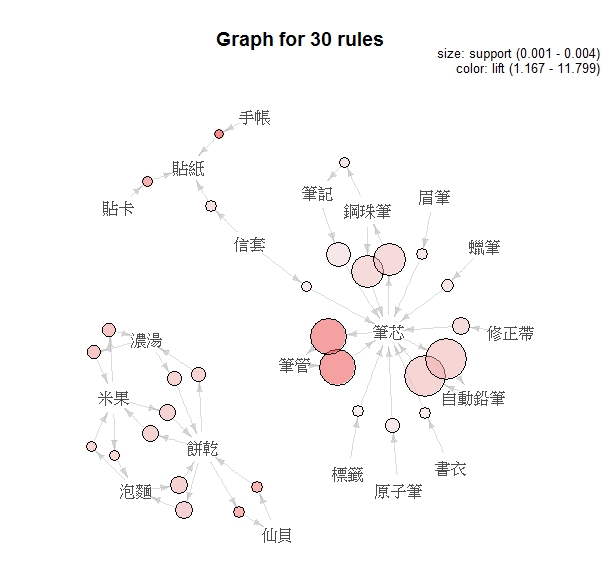 Graph for 30 rules
size: support (0.001 - 0.004)
color: lift (1.167 - 11.799)
手帳
貼紙
貼卡
信套
筆記
鋼珠筆
眉筆
蠟筆
筆芯
修正帶
筆管
自動鉛筆
標籤
原子筆
書衣
濃湯
米果
餅乾
泡麵
仙貝